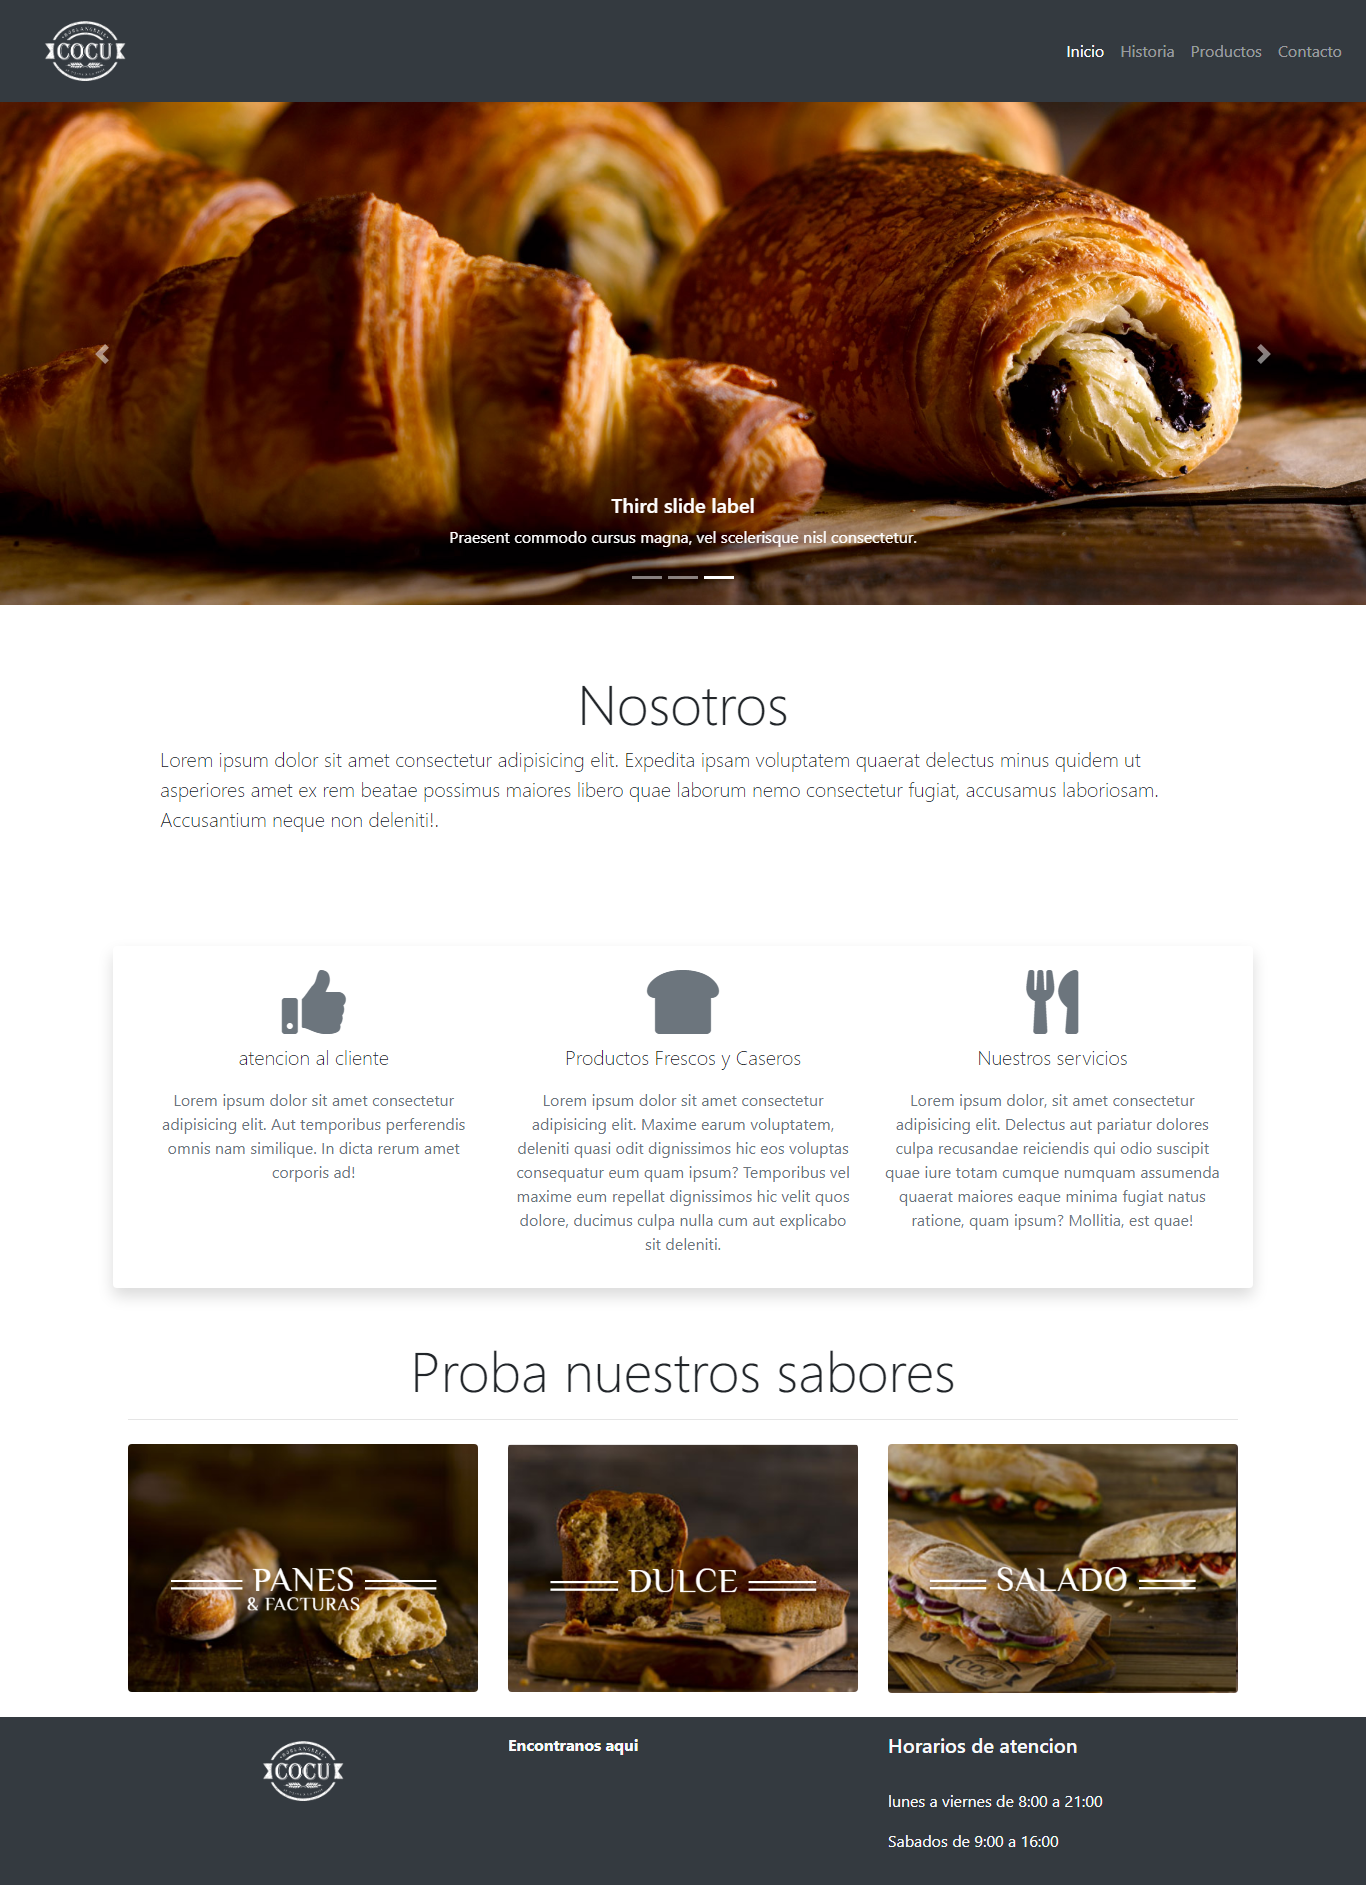 COCU
Inicio Historia Productos Contacto
Third slide label
Praesent commodo cursus magna, vel scelerisque nisl consectetur.
Nosotros
Lorem ipsum dolor sit amet consectetur adipisicing elit. Expedita ipsam voluptatem quaerat delectus minus quidem ut
asperiores amet ex rem beatae possimus maiores libero quae laborum nemo consectetur fugiat, accusamus laboriosam.
Accusantium neque non deleniti!.
atencion al cliente
Lorem ipsum dolor sit amet consectetur
adipisicing elit. Aut temporibus perferendis
omnis nam similique. In dicta rerum amet
corporis ad!
Productos Frescos y Caseros
Lorem ipsum dolor sit amet consectetur
adipisicing elit. Maxime earum voluptatem,
deleniti quasi odit dignissimos hic eos voluptas
consequatur eum quam ipsum? Temporibus vel
maxime eum repellat dignissimos hic velit quos
dolore, ducimus culpa nulla cum aut explicabo
sit deleniti.
Nuestros servicios
Lorem ipsum dolor, sit amet consectetur
adipisicing elit. Delectus aut pariatur dolores
culpa recusandae reiciendis qui odio suscipit
quae iure totam cumque numquam assumenda
quaerat maiores eaque minima fugiat natus
ratione, quam ipsum? Mollitia, est quae!
Proba nuestros sabores
PANES
& FACTURAS
DULCE
SALADO
COCU
COCU
Encontranos aqui
Horarios de atencion
lunes a viernes de 8:00 a 21:00
Sabados de 9:00 a 16:00